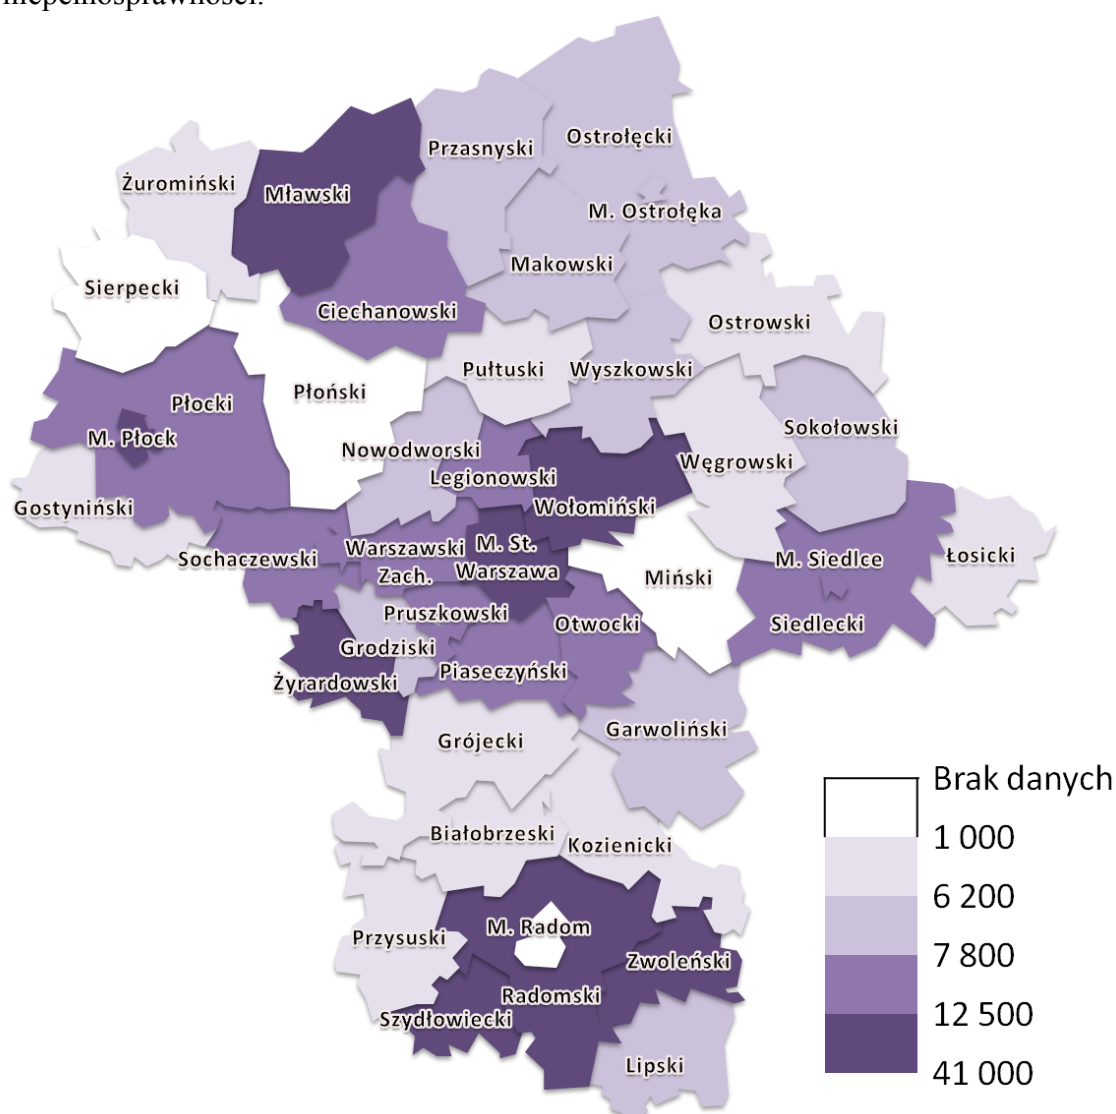 niepełnosprawności.
Ostrołęcki
Przasnyski
Żuromiński
Mławski
M. Ostrołęka
Makowski
Sierpecki
Ciechanowski
Ostrowski
Pułtuski
Wyszkowski
Płoński
Płocki
M. Płock
Sokołowski
Nowodworski
Węgrowski
Legionowski
Gostyniński
Wołomiński
Sochaczewski
Warszawski
Zach.
M. St.
Warszawa
Miński
M. Siedlce
Łosicki
Pruszkowski
Otwocki
Siedlecki
Grodziski
Piaseczyński
Żyrardowski
Garwoliński
Grójecki
Białobrzeski
Kozienicki
M. Radom
Przysuski
Zwoleński
Radomski
Szydłowiecki
Lipski
Brak danych
1 000
6 200
7 800
12 500
41 000